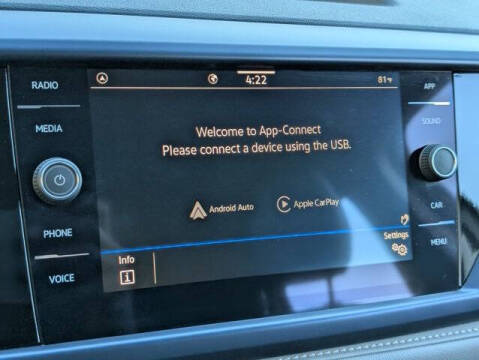 RADIO
MEDIA
PHONE
VOICE
4:22
81°F
Welcome to App-Connect
Please connect a device using the USB.
Android Auto
Apple CarPlay
Settings
Info
i
APP
SOUND
CAR
MENU